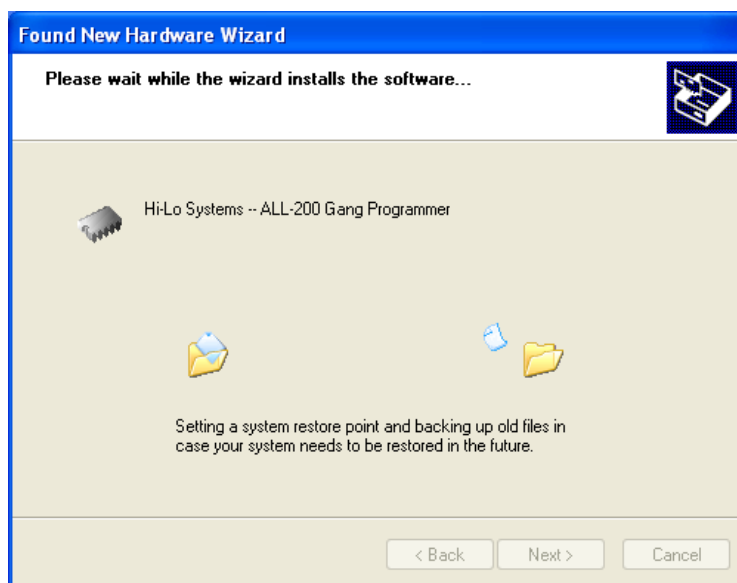 Found New Hardware Wizard
Please wait while the wizard installs the software...
Hi-Lo Systems -- ALL-200 Gang Programmer
Setting a system restore point and backing up old files in
case your system needs to be restored in the future.
< Back Next > Cancel